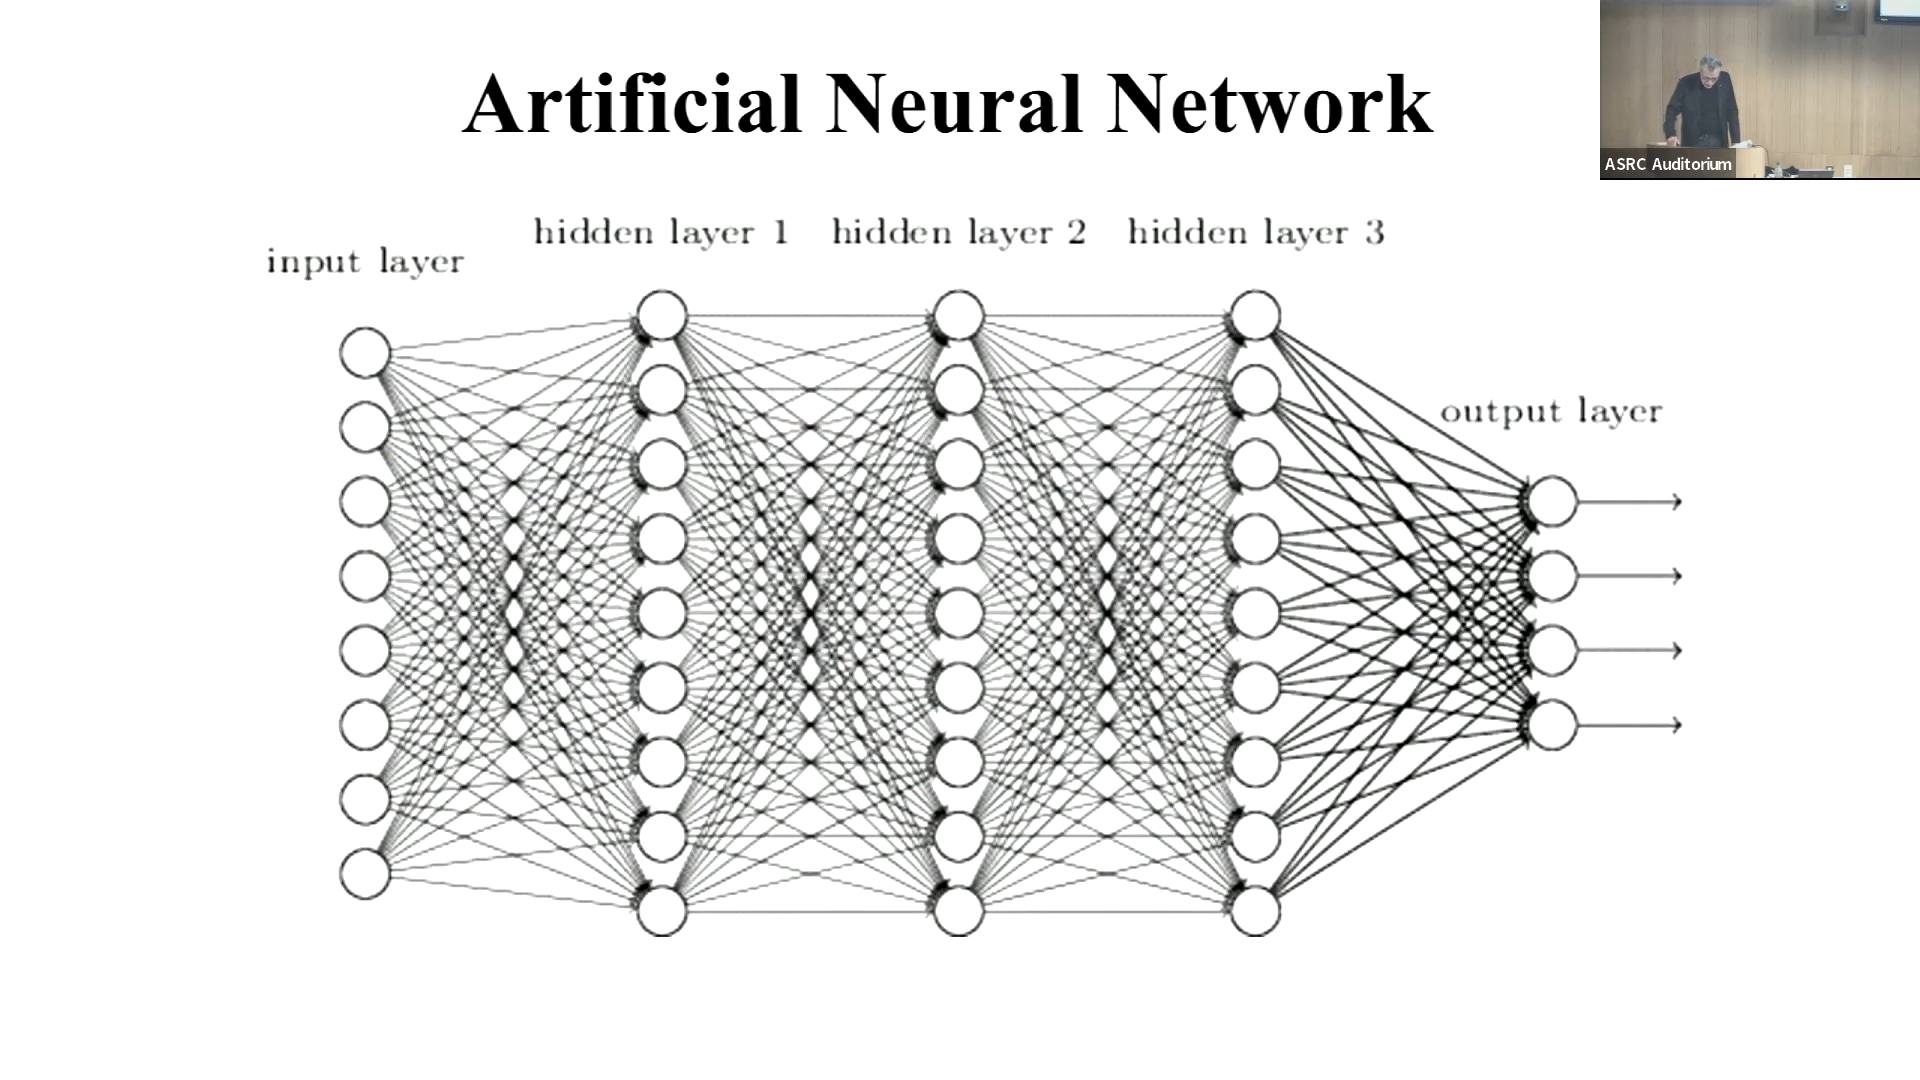 Artificial Neural Network
ASRC Auditorium
hidden layer 1 hidden layer 2 hidden layer 3
input layer
output layer